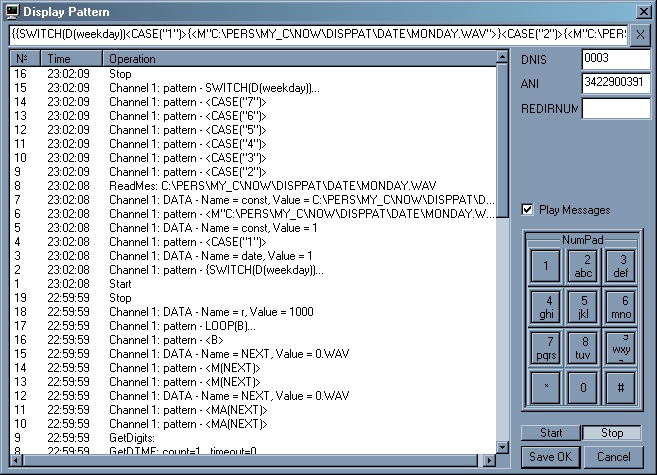 Display Pattern
{{SWITCH(D(weekday))<CASE("1")>{<M"C:\PERS\MY_C\NOW\DISPPAT\DATE\MONDAY.WAV">}<CASE("2")>{<M"C:\PERS
X
DNIS 0003
ANI 3422900391
REDIRNUM
Nº Time Operation
16 23:02:09 Stop
15 23:02:09 Channel 1: pattern - SWITCH(D(weekday))...
14 23:02:09 Channel 1: pattern - <CASE("7")>
13 23:02:09 Channel 1: pattern - <CASE("6")>
12 23:02:09 Channel 1: pattern - <CASE("5")>
11 23:02:09 Channel 1: pattern - <CASE("4")>
10 23:02:09 Channel 1: pattern - <CASE("3")>
9 23:02:09 Channel 1: pattern - <CASE("2")>
8 23:02:08 ReadMes: C:\PERS\MY_C\NOW\DISPPAT\DATE\MONDAY.WAV
7 23:02:08 Channel 1: DATA - Name = const, Value = C:\PERS\MY_C\NOW\DISPPAT\D...
6 23:02:08 Channel 1: pattern - <M"C:\PERS\MY_C\NOW\DISPPAT\DATE\MONDAY.W...
5 23:02:08 Channel 1: DATA - Name = const, Value = 1
4 23:02:08 Channel 1: pattern - <CASE("1")>
3 23:02:08 Channel 1: DATA - Name = date, Value = 1
2 23:02:08 Channel 1: pattern - {SWITCH(D(weekday))...
1 23:02:08 Start
19 22:59:59 Stop
18 22:59:59 Channel 1: DATA - Name = r, Value = 1000
17 22:59:59 Channel 1: pattern - LOOP(B)...
16 22:59:59 Channel 1: pattern - <B>
15 22:59:59 Channel 1: DATA - Name = NEXT, Value = 0.WAV
14 22:59:59 Channel 1: pattern - <M(NEXT)>
13 22:59:59 Channel 1: pattern - <M(NEXT)>
12 22:59:59 Channel 1: DATA - Name = NEXT, Value = 0.WAV
11 22:59:59 Channel 1: pattern - <MA(NEXT)>
10 22:59:59 Channel 1: pattern - <MA(NEXT)>
9 22:59:59 GetDigits:
8 22:59:59 GetDTMF: count=1, timeout=0
Play Messages
NumPad
1 2 3
abc def
4 5 6
ghi jkl mno
7 8
pqrs tuv wxy
* 0 #
Start Stop
Save OK Cancel